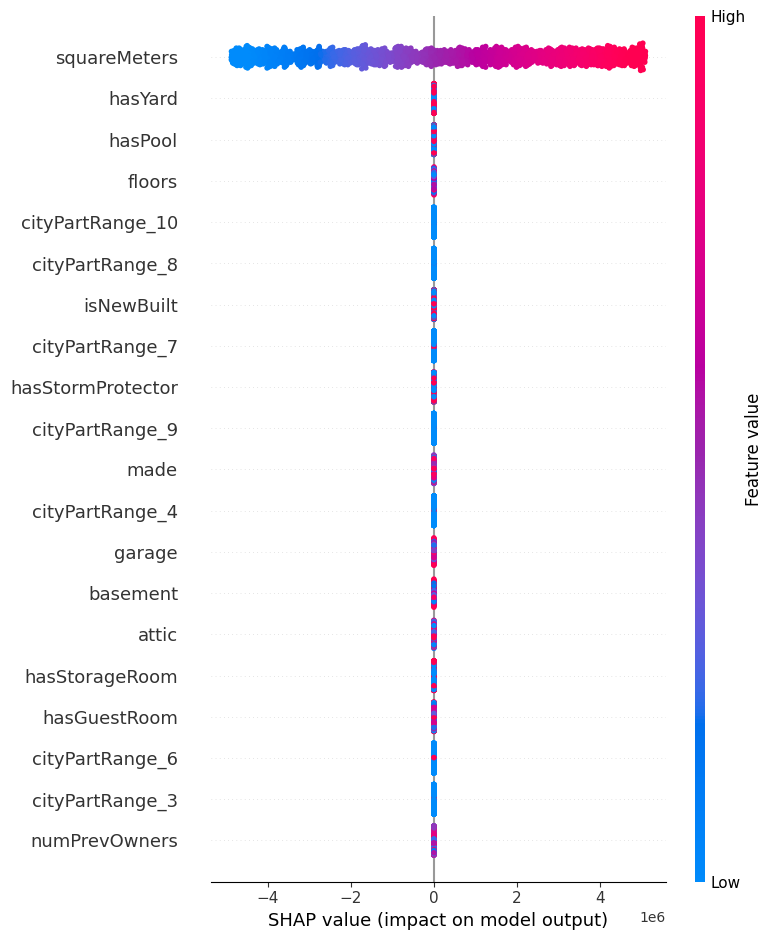 High
squareMeters
hasYard
hasPool
floors
cityPartRange_10
cityPartRange_8
isNewBuilt
cityPartRange_7
hasStormProtector
cityPartRange_9
made
cityPartRange_4
garage
basement
attic
hasStorageRoom
hasGuestRoom
cityPartRange_6
cityPartRange_3
numPrevOwners
Feature value
Low
−4 −2 0 2 4
1e6
SHAP value (impact on model output)